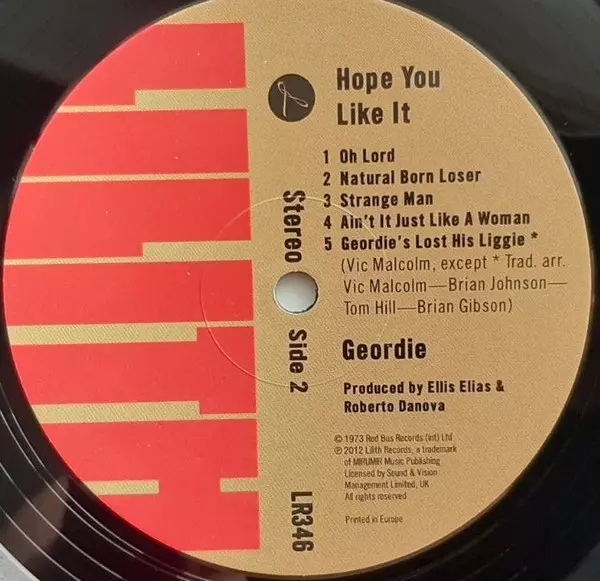 Hope You
Like It
1 Oh Lord
2 Natural Born Loser
3 Strange Man
4 Ain't It Just Like A Woman
5 Geordie's Lost His Liggie *
(Vic Malcolm, except * Trad. arr.
Vic Malcolm—Brian Johnson—
Tom Hill—Brian Gibson)
Geordie
Produced by Ellis Elias &
Roberto Danova
© 1973 Red Bus Records (Int) Ltd
℗ 2012 Lilith Records, a trademark
of MIRUMIR Music Publishing
Licensed by Sound & Vision
Management Limited, UK
All rights reserved
Printed in Europe
Stereo
Side 2
LR346